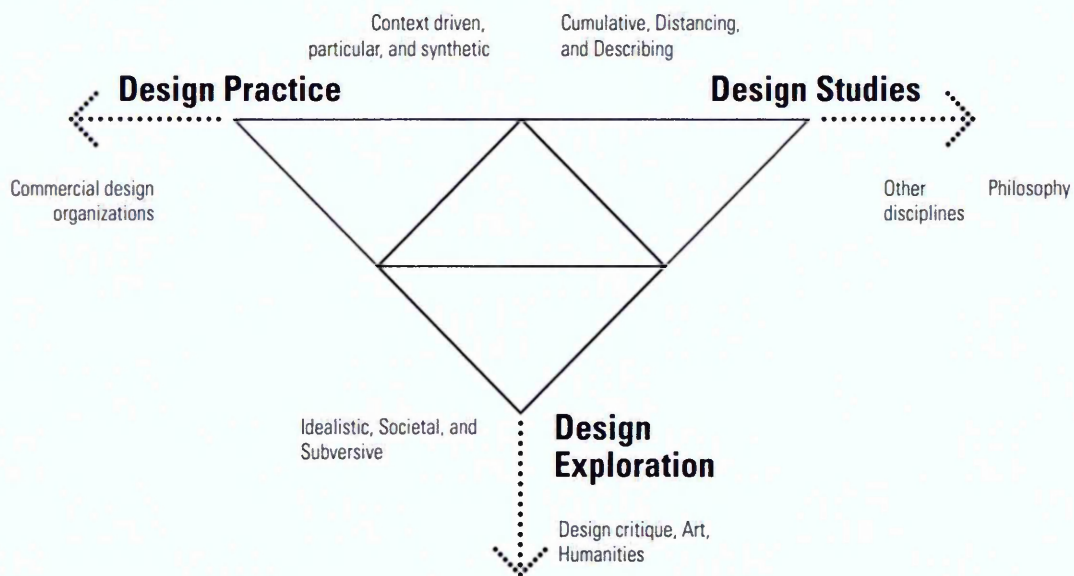 Context driven,
particular, and synthetic
Cumulative, Distancing,
and Describing
Design Practice
Design Studies
Commercial design
organizations
Other
disciplines
Philosophy
Idealistic, Societal, and
Subversive
Design
Exploration
Design critique, Art,
Humanities